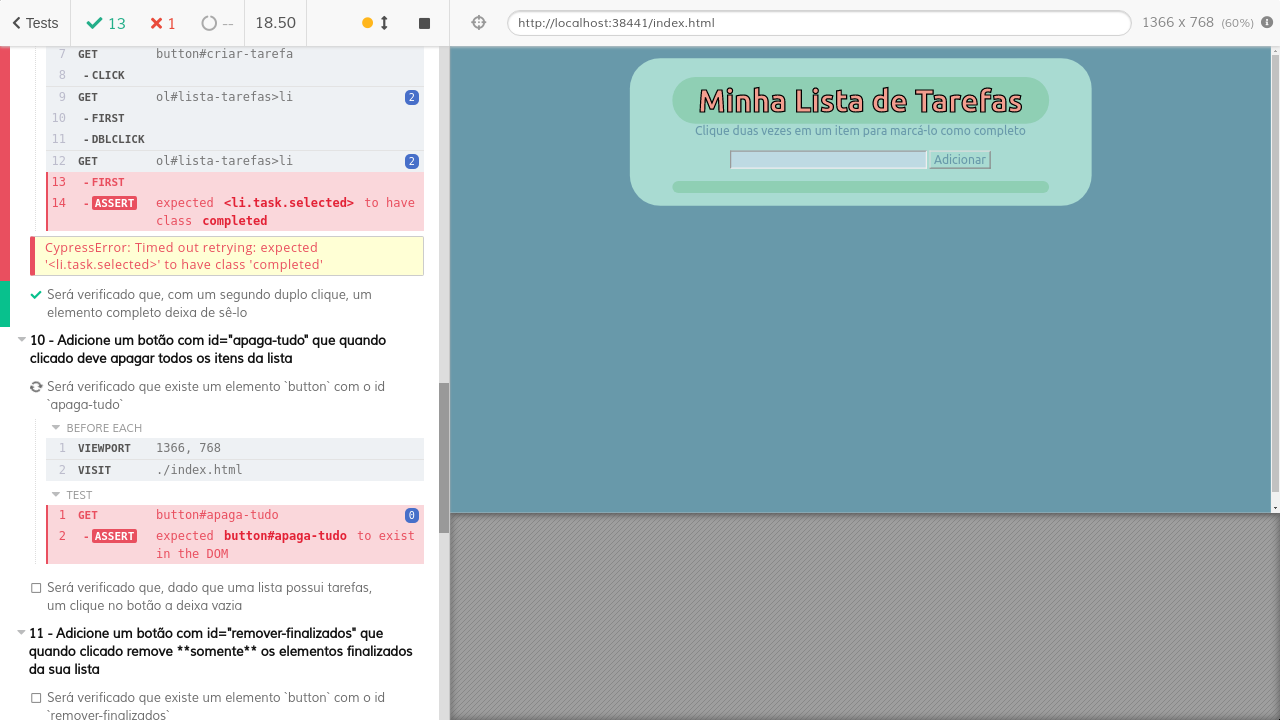 Tests
13
1
--
18.50
http://localhost:38441/index.html
1366 x 768 (60%)
7 GET button#criar-tarefa
8 - CLICK
9 GET ol#lista-tarefas>li 2
10 - FIRST
11 - DBLCLICK
12 GET ol#lista-tarefas>li 2
13 - FIRST
14 - ASSERT expected <li.task.selected> to have
class completed
CypressError: Timed out retrying: expected
'<li.task.selected>' to have class 'completed'
Será verificado que, com um segundo duplo clique, um
elemento completo deixa de sê-lo
10 - Adicione um botão com id="apaga-tudo" que quando
clicado deve apagar todos os itens da lista
Será verificado que existe um elemento `button` com o id
`apaga-tudo`
BEFORE EACH
1 VIEWPORT 1366, 768
2 VISIT ./index.html
TEST
1 GET button#apaga-tudo 0
2 - ASSERT expected button#apaga-tudo to exist
in the DOM
Será verificado que, dado que uma lista possui tarefas,
um clique no botão a deixa vazia
11 - Adicione um botão com id="remover-finalizados" que
quando clicado remove **somente** os elementos finalizados
da sua lista
Será verificado que existe um elemento `button` com o id
`remover-finalizados`
Minha Lista de Tarefas
Clique duas vezes em um item para marcá-lo como completo
Adicionar